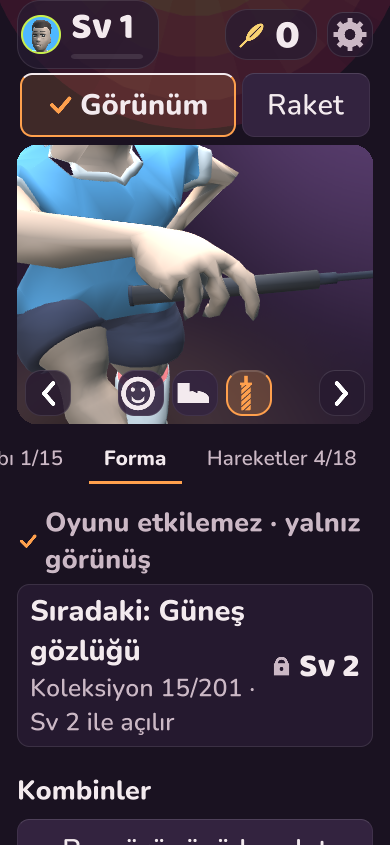 Sv 1
0
Görünüm
Raket
bı 1/15
Forma
Hareketler 4/18
Oyunu etkilemez · yalnız
görünüş
Sıradaki: Güneş
gözlüğü
Sv 2
Koleksiyon 15/201 ·
Sv 2 ile açılır
Kombinler